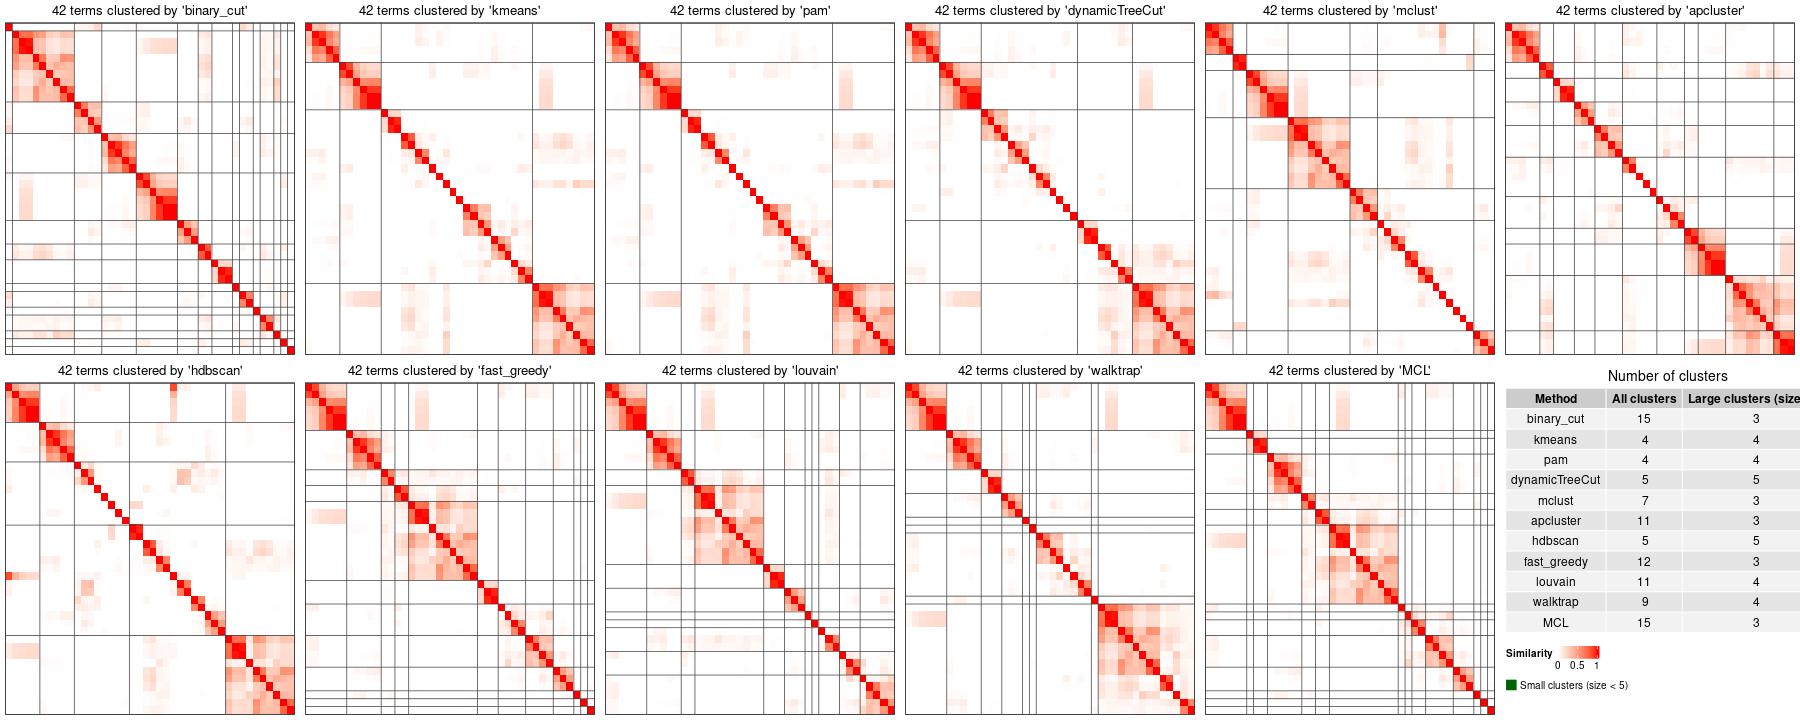 42 terms clustered by 'binary_cut'
42 terms clustered by 'kmeans'
42 terms clustered by 'pam'
42 terms clustered by 'dynamicTreeCut'
42 terms clustered by 'mclust'
42 terms clustered by 'apcluster'
42 terms clustered by 'hdbscan'
42 terms clustered by 'fast_greedy'
42 terms clustered by 'louvain'
42 terms clustered by 'walktrap'
42 terms clustered by 'MCL'
Number of clusters
Method All clusters Large clusters (size
binary_cut 15 3
kmeans 4 4
pam 4 4
dynamicTreeCut 5 5
mclust 7 3
apcluster 11 3
hdbscan 5 5
fast_greedy 12 3
louvain 11 4
walktrap 9 4
MCL 15 3
Similarity
0 0.5 1
Small clusters (size < 5)